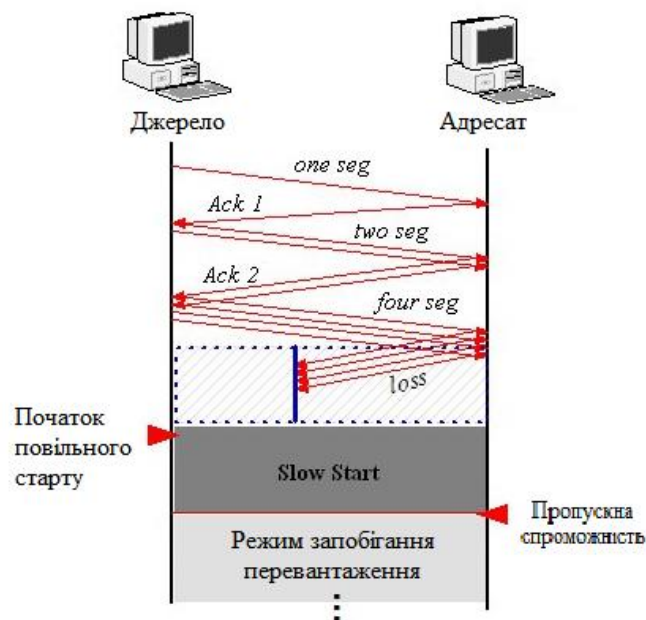 Джерело
Адресат
one seg
Ack 1
two seg
Ack 2
four seg
loss
Початок
повільного
старту
Slow Start
Пропускна
спроможність
Режим запобігання
перевантаження